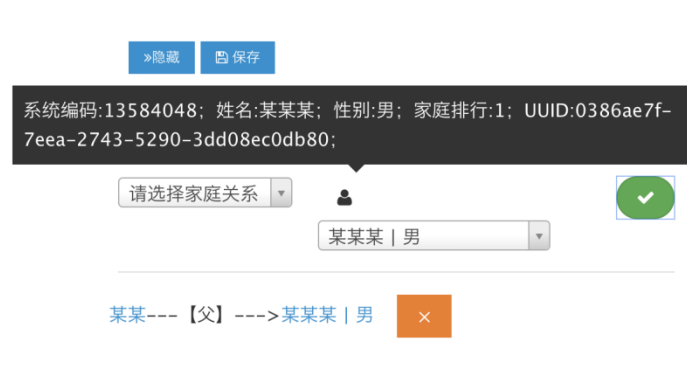 »隐藏 保存
系统编码:13584048；姓名:某某某；性别:男；家庭排行:1；UUID:0386ae7f-
7eea-2743-5290-3dd08ec0db80；
请选择家庭关系
某某某 | 男
某某---【父】--->某某某 | 男 ×